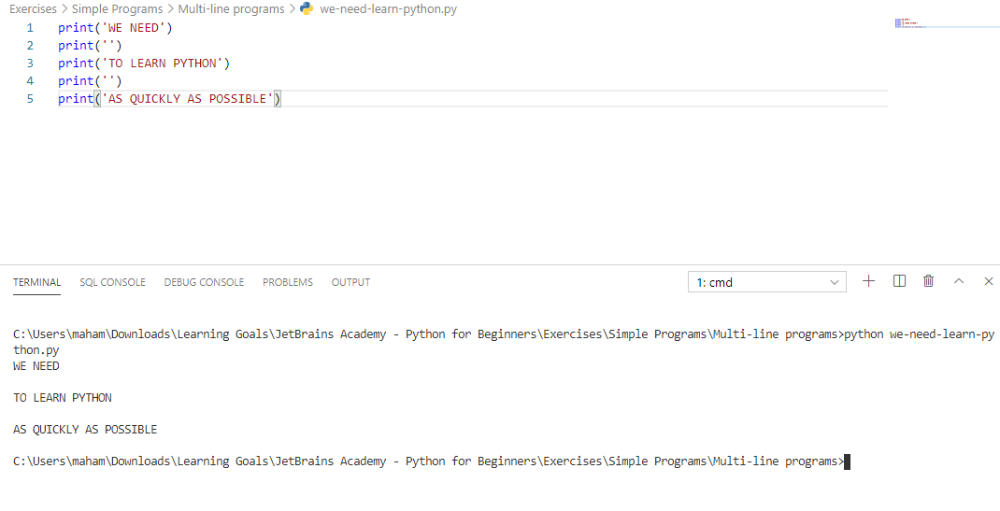 Exercises > Simple Programs > Multi-line programs > we-need-learn-python.py
1 print('WE NEED')
2 print('')
3 print('TO LEARN PYTHON')
4 print('')
5 print('AS QUICKLY AS POSSIBLE')
TERMINAL SQL CONSOLE DEBUG CONSOLE PROBLEMS OUTPUT 1: cmd
C:\Users\maham\Downloads\Learning Goals\JetBrains Academy - Python for Beginners\Exercises\Simple Programs\Multi-line programs>python we-need-learn-py
thon.py
WE NEED
TO LEARN PYTHON
AS QUICKLY AS POSSIBLE
C:\Users\maham\Downloads\Learning Goals\JetBrains Academy - Python for Beginners\Exercises\Simple Programs\Multi-line programs>